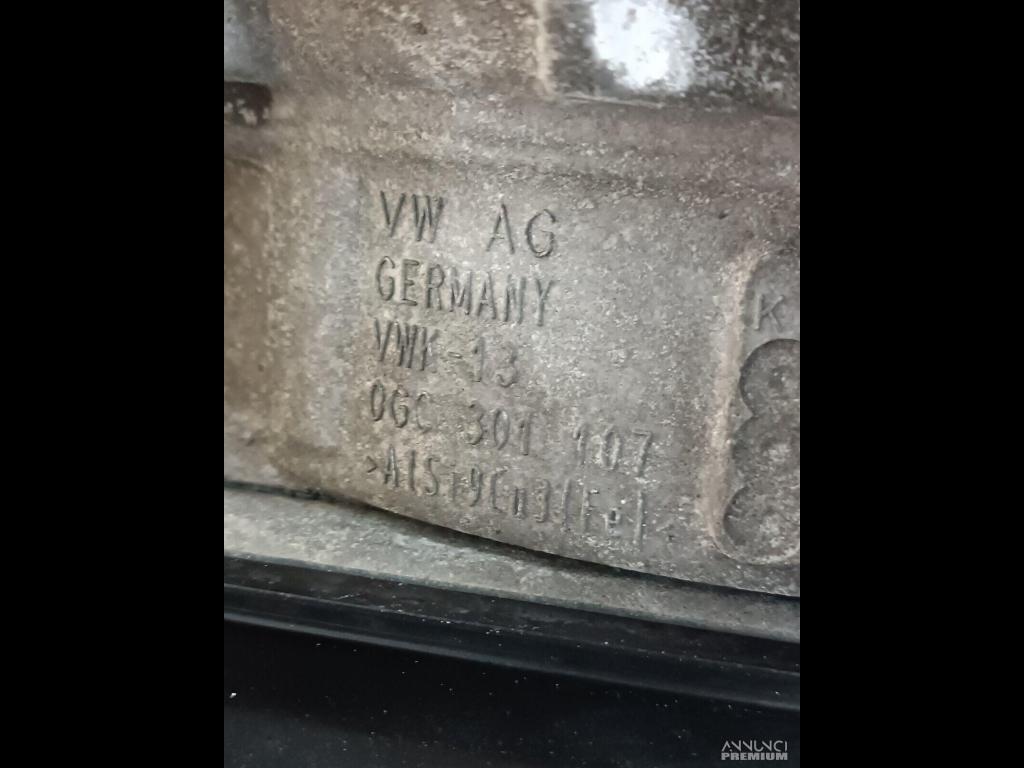 VW AG
GERMANY
VWK-13
0GC 301 107
>AlSi9Cu3(Fe)
K
ANNUNCI
PREMIUM